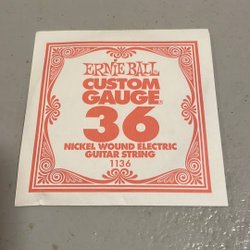 ERNIE BALL
CUSTOM
GAUGE
36
NICKEL WOUND ELECTRIC
GUITAR STRING
1136